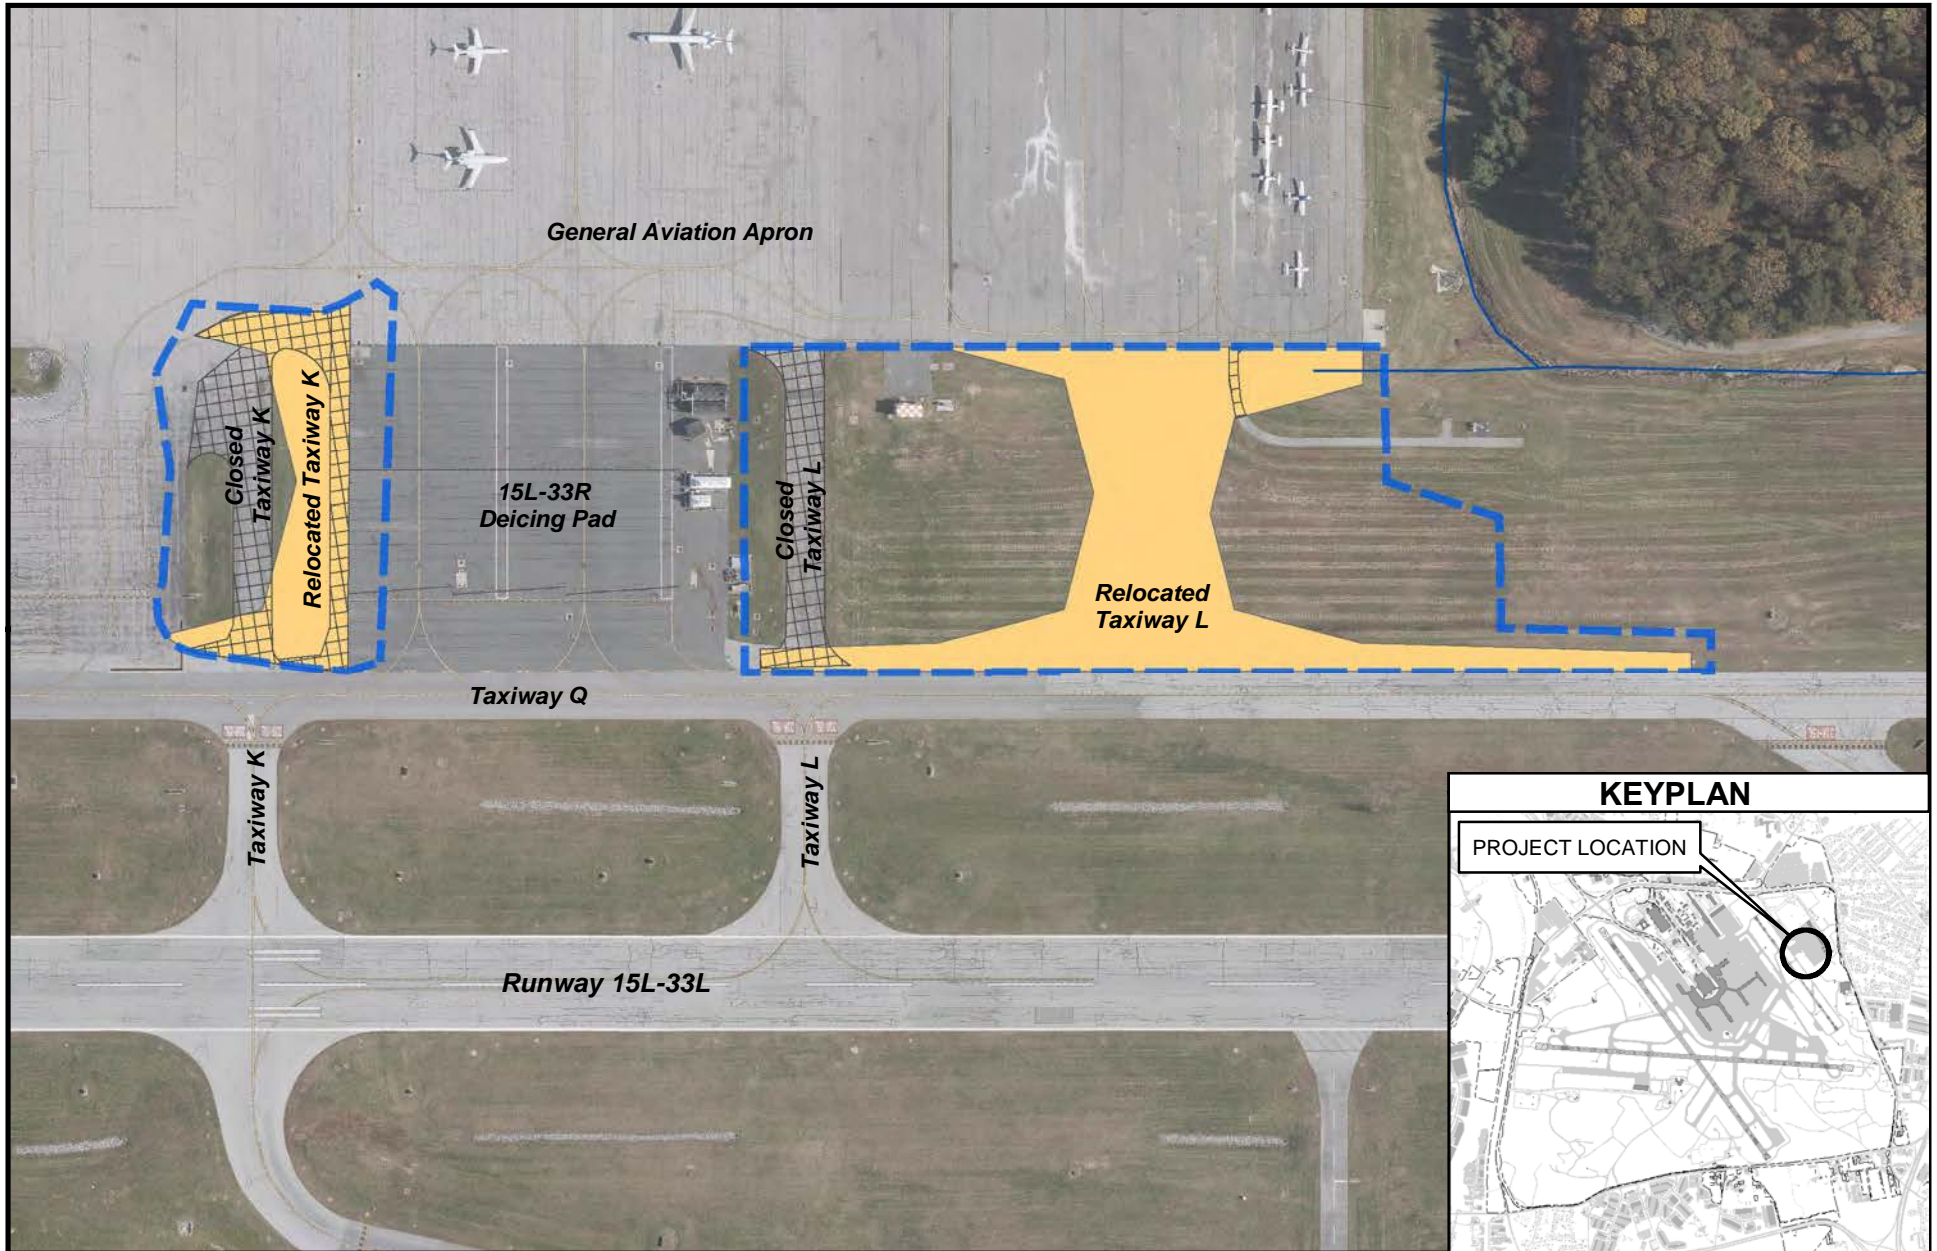 General Aviation Apron
Closed
Taxiway K
Relocated Taxiway K
15L-33R
Deicing Pad
Closed
Taxiway L
Relocated
Taxiway L
Taxiway Q
Taxiway K
Taxiway L
Runway 15L-33L
KEYPLAN
PROJECT LOCATION